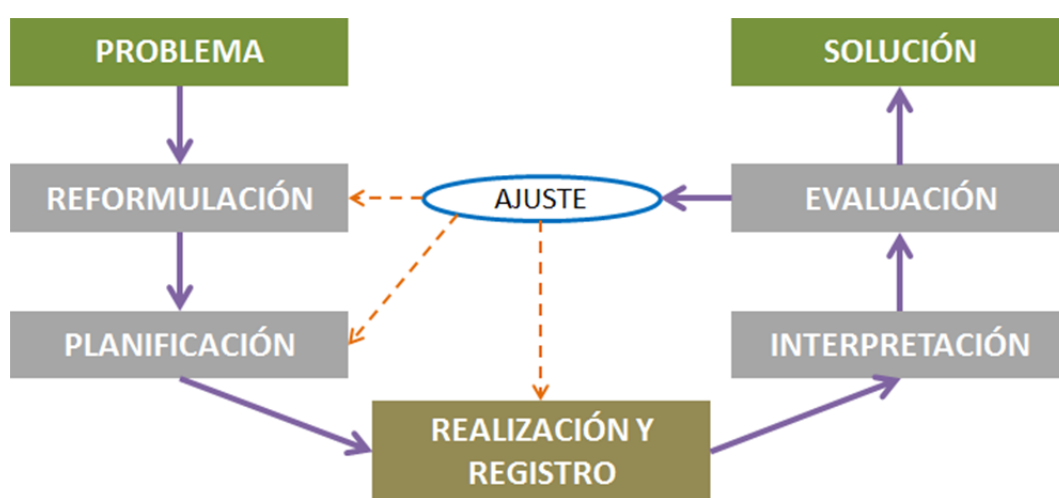 PROBLEMA
SOLUCIÓN
REFORMULACIÓN
AJUSTE
EVALUACIÓN
PLANIFICACIÓN
INTERPRETACIÓN
REALIZACIÓN Y
REGISTRO